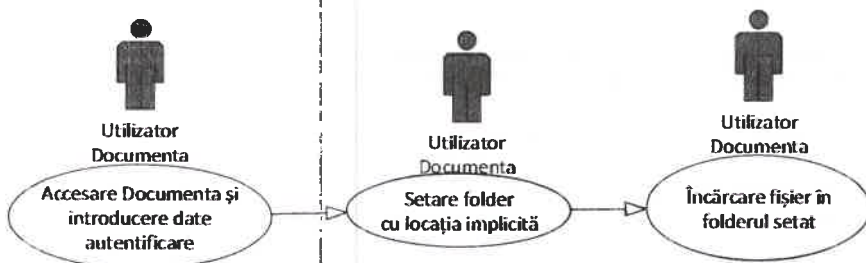 Utilizator
Documenta
Accesare Documenta și
introducere date
autentificare
Utilizator
Documenta
Setare folder
cu locația implicită
Utilizator
Documenta
Încărcare fișier în
folderul setat